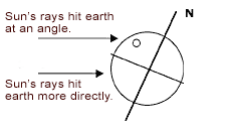 Sun's rays hit earth
at an angle.
N
Sun's rays hit
earth more directly.